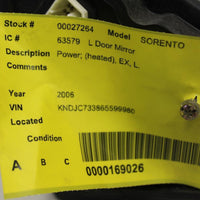 Stock # 00027254 Model SORENTO
IC # 63579 L Door Mirror
Description Power; (heated), EX, L.
Comments
Year 2006
VIN KNDJC733865599980
Located
Condition
A B C
0000169026